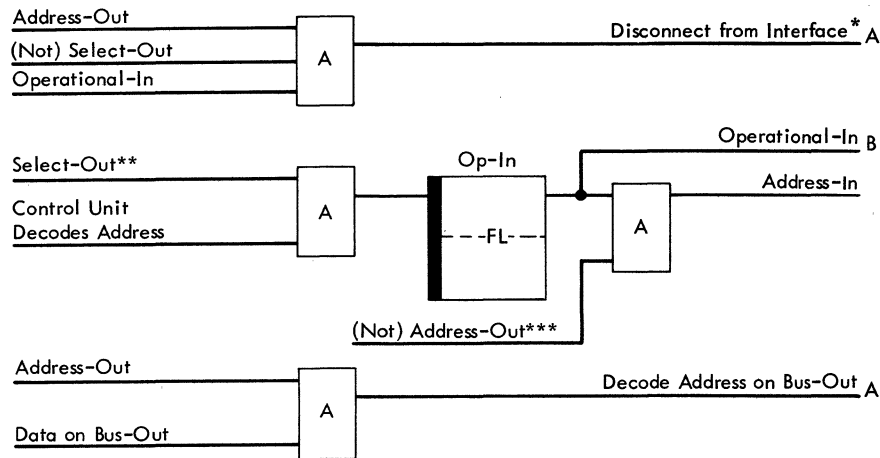 Address-Out
Disconnect from Interface* A
(Not) Select-Out
A
Operational-In
Operational-In B
Select-Out**
Op-In
Address-In
A
Control Unit
Decodes Address
FL
A
(Not) Address-Out***
Address-Out
Decode Address on Bus-Out A
A
Data on Bus-Out